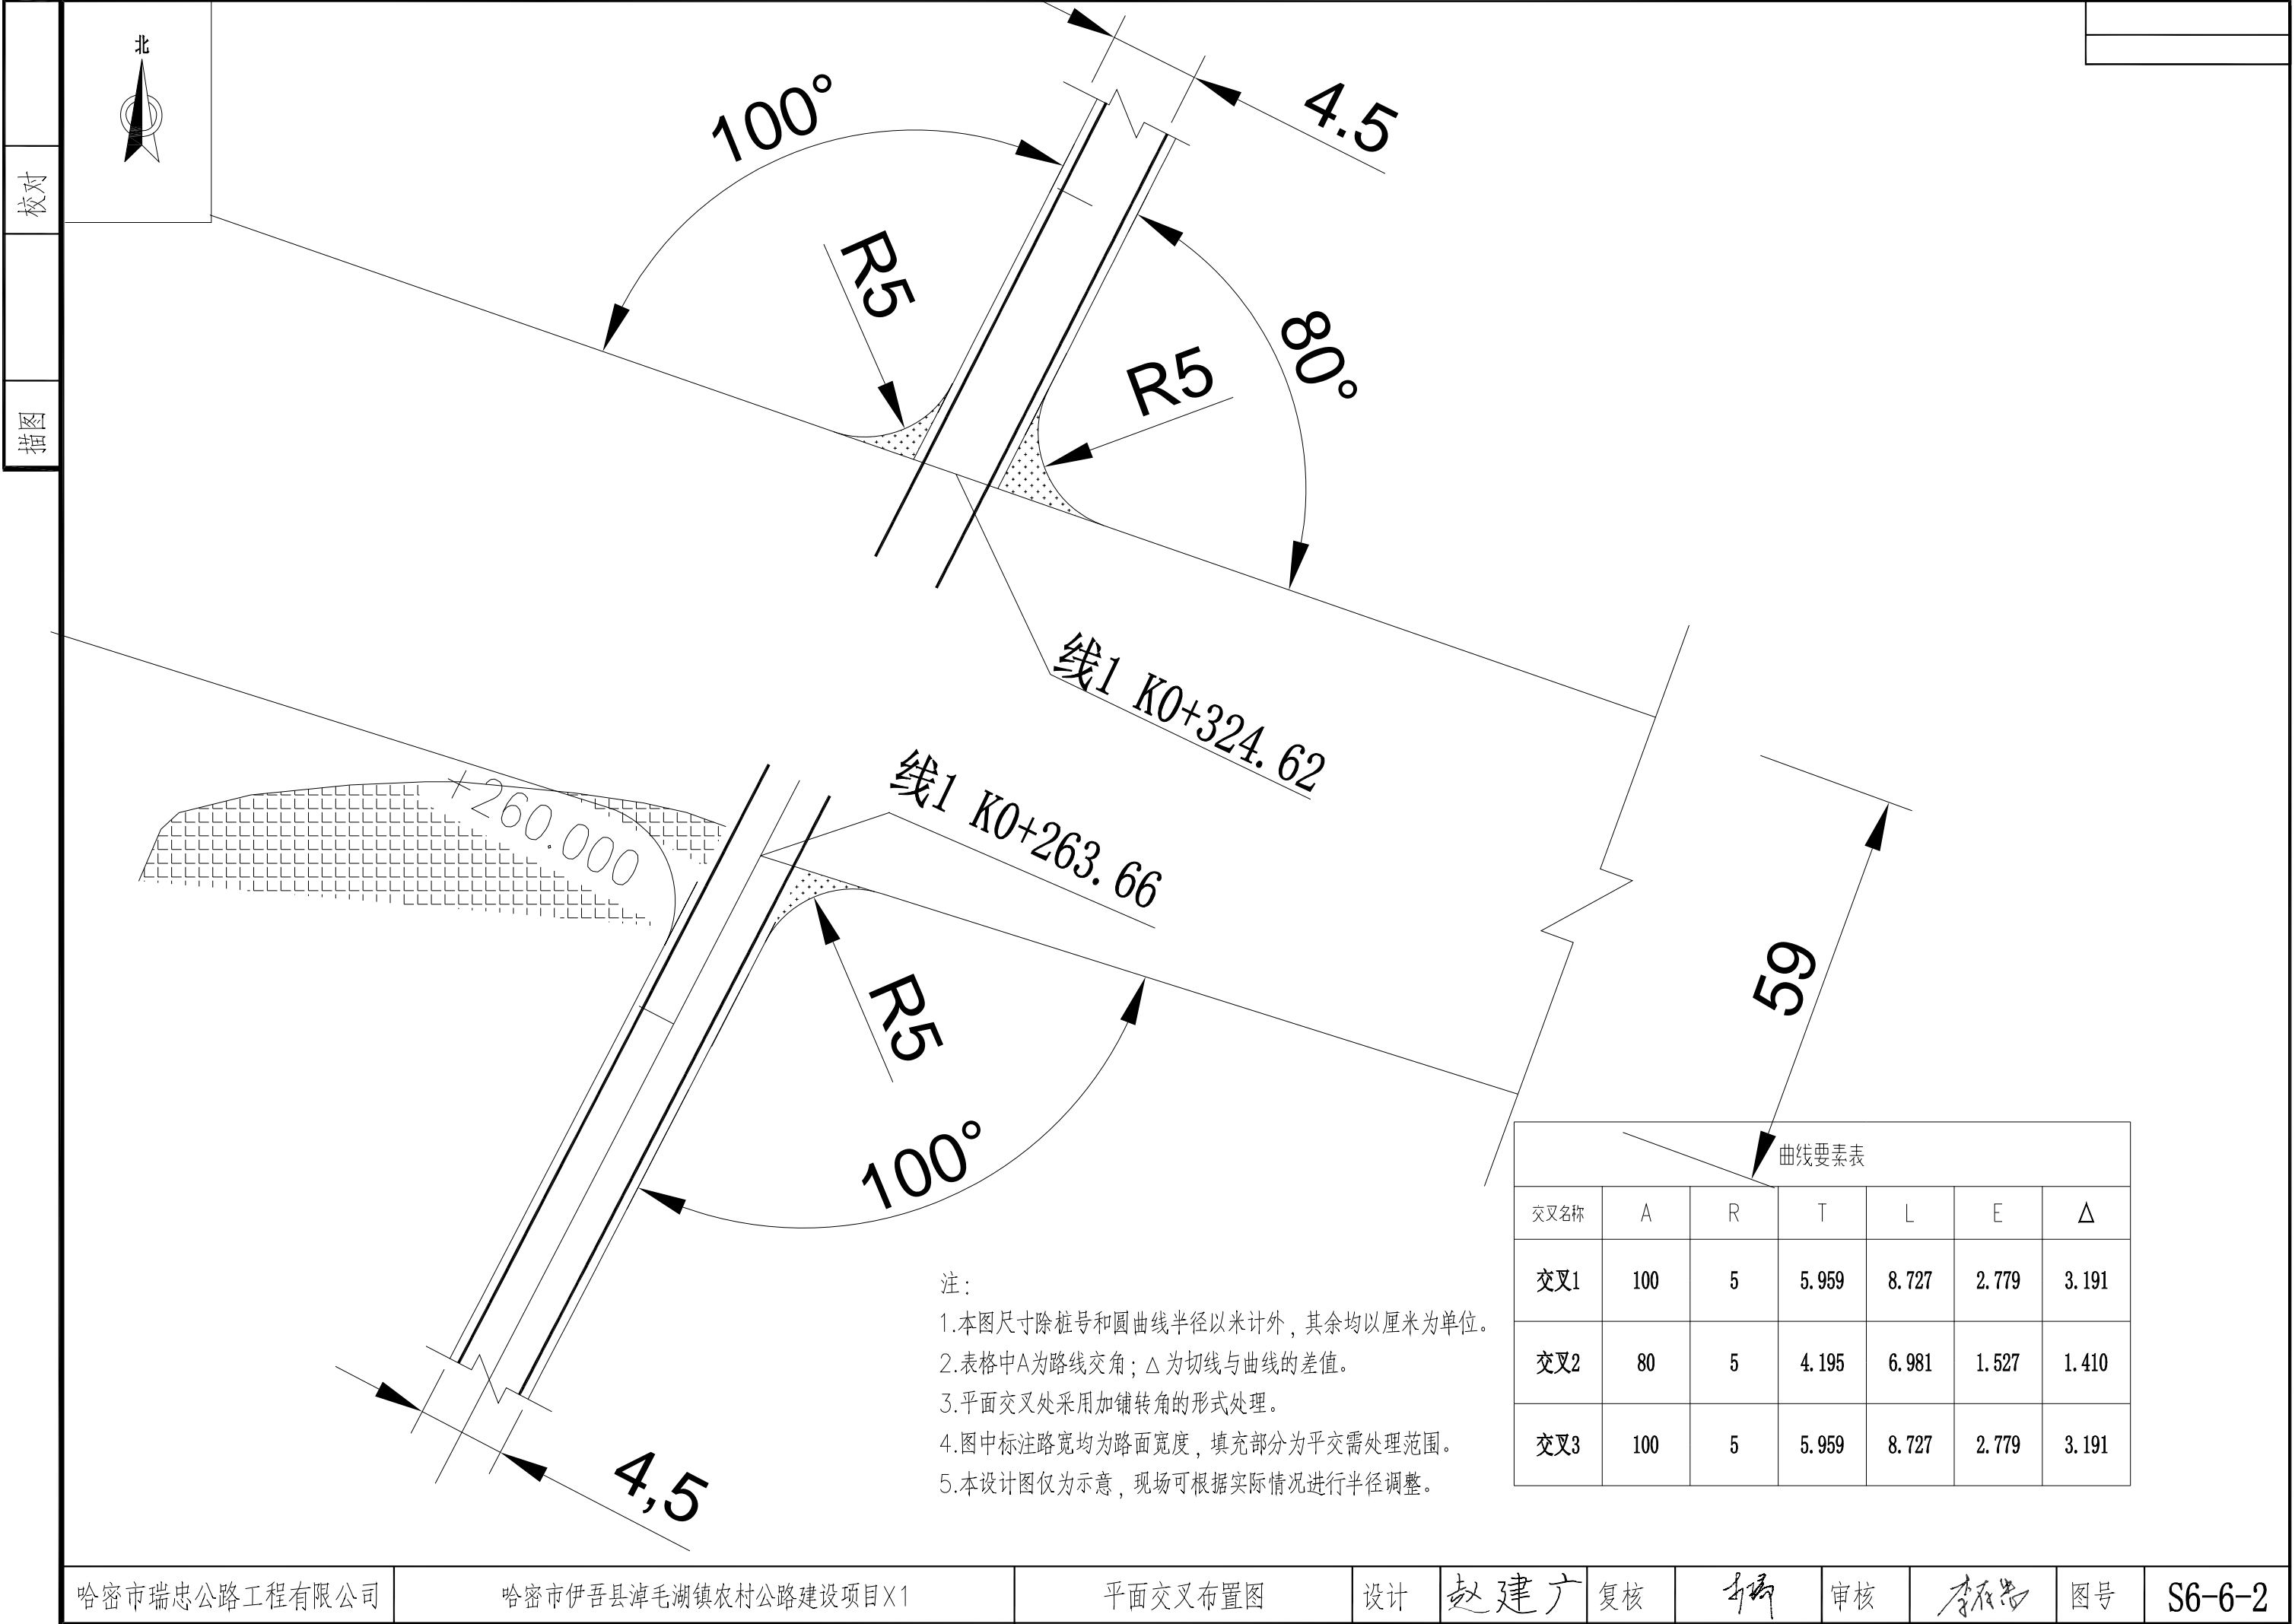 北
校对
描图
100°
4.5
R5
R5
80°
线1 K0+324.62
+260.000
线1 K0+263.66
R5
59
100°
4,5
曲线要素表
交叉名称 A R T L E △
交叉1 100 5 5.959 8.727 2.779 3.191
交叉2 80 5 4.195 6.981 1.527 1.410
交叉3 100 5 5.959 8.727 2.779 3.191
注：
1.本图尺寸除桩号和圆曲线半径以米计外，其余均以厘米为单位。
2.表格中A为路线交角；△为切线与曲线的差值。
3.平面交叉处采用加铺转角的形式处理。
4.图中标注路宽均为路面宽度，填充部分为平交需处理范围。
5.本设计图仅为示意，现场可根据实际情况进行半径调整。
哈密市瑞忠公路工程有限公司 哈密市伊吾县淖毛湖镇农村公路建设项目X1 平面交叉布置图 设计 赵建广 复核 审核 图号 S6-6-2